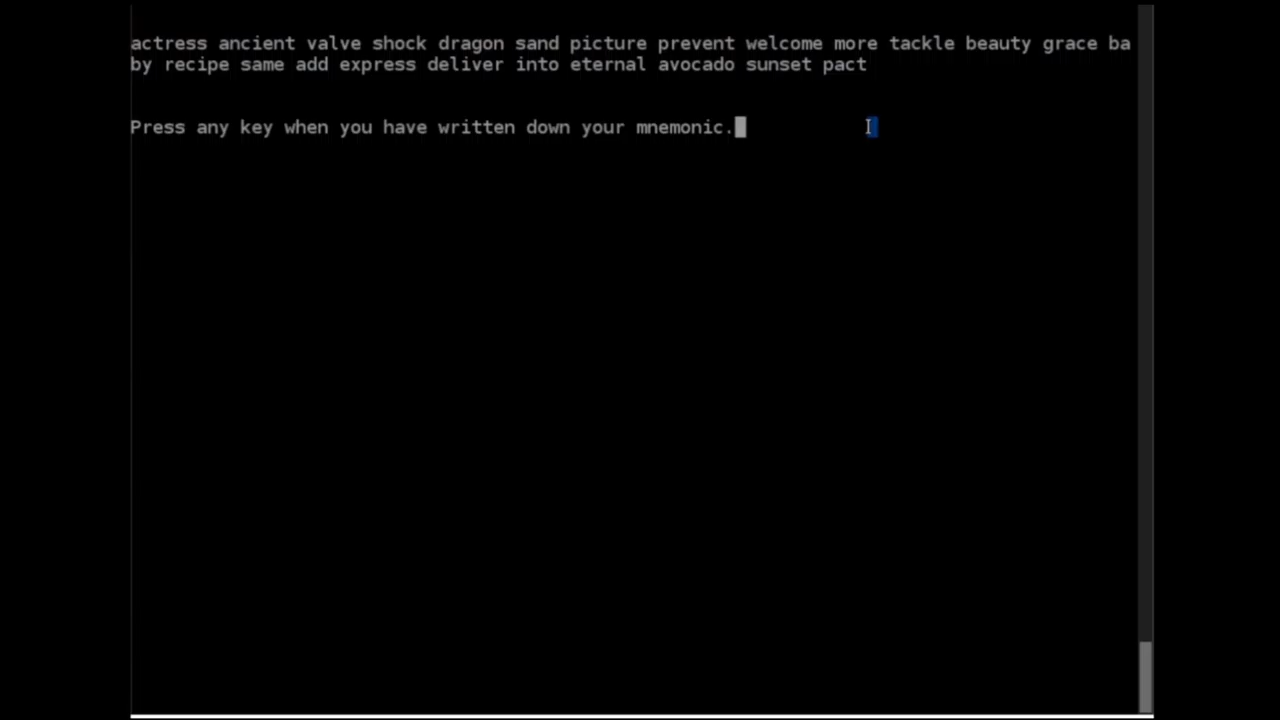 actress ancient valve shock dragon sand picture prevent welcome more tackle beauty grace ba
by recipe same add express deliver into eternal avocado sunset pact
Press any key when you have written down your mnemonic.